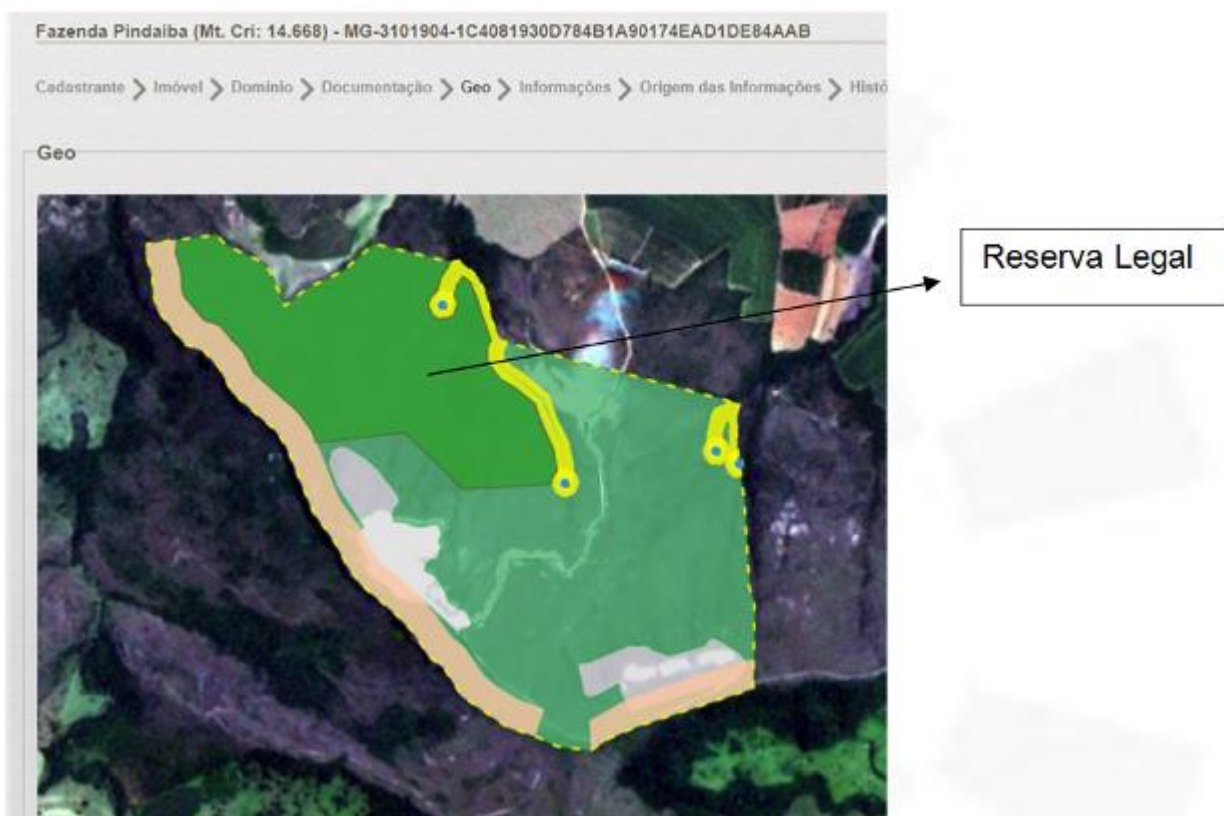 Fazenda Pindaiba (Mt. Cri: 14.668) - MG-3101904-1C4081930D784B1A90174EAD1DE84AAB
Cadastrante > Imóvel > Domínio > Documentação > Geo > Informações > Origem das Informações > Histó
Geo
Reserva Legal